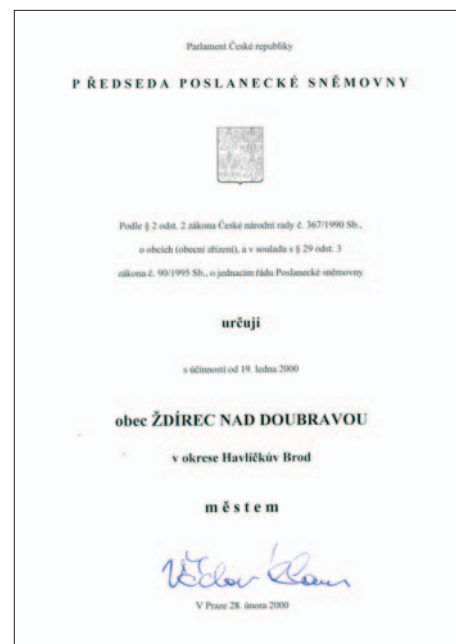 Parlament České republiky
PŘEDSEDA POSLANECKÉ SNĚMOVNY
Podle § 2 odst. 2 zákona České národní rady č. 367/1990 Sb.,
o obcích (obecní zřízení), a v souladu s § 29 odst. 3
zákona č. 90/1995 Sb., o jednacím řádu Poslanecké sněmovny
určuji
s účinností od 19. ledna 2000
obec ŽDÍREC NAD DOUBRAVOU
v okrese Havlíčkův Brod
městem
Václav Klaus
V Praze 28. února 2000